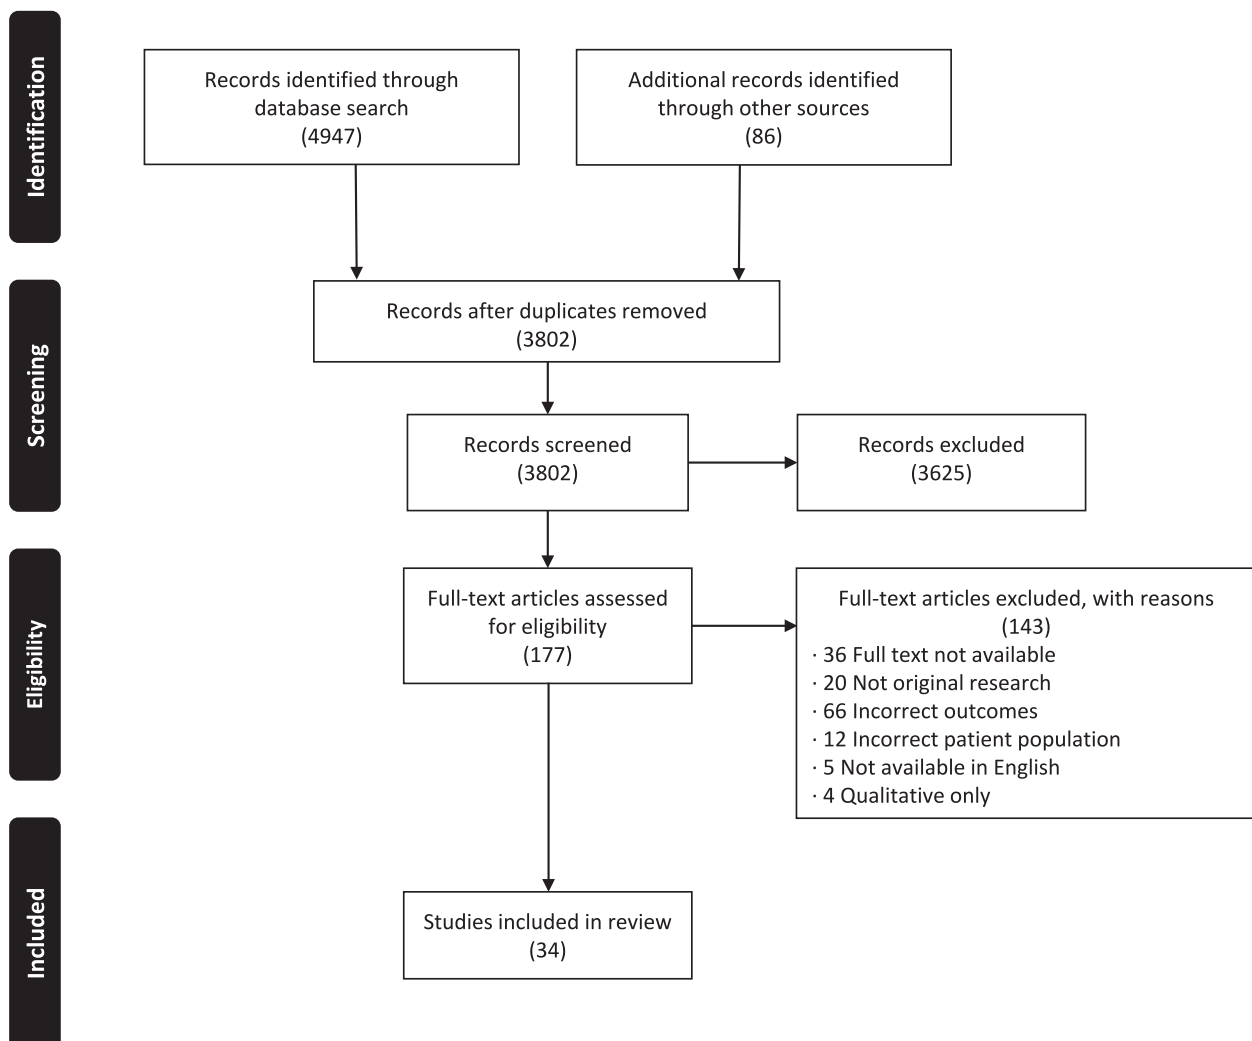 Identification
Records identified through
database search
(4947)
Additional records identified
through other sources
(86)
Screening
Records after duplicates removed
(3802)
Records screened
(3802)
Records excluded
(3625)
Eligibility
Full-text articles assessed
for eligibility
(177)
Full-text articles excluded, with reasons
(143)
· 36 Full text not available
· 20 Not original research
· 66 Incorrect outcomes
· 12 Incorrect patient population
· 5 Not available in English
· 4 Qualitative only
Included
Studies included in review
(34)